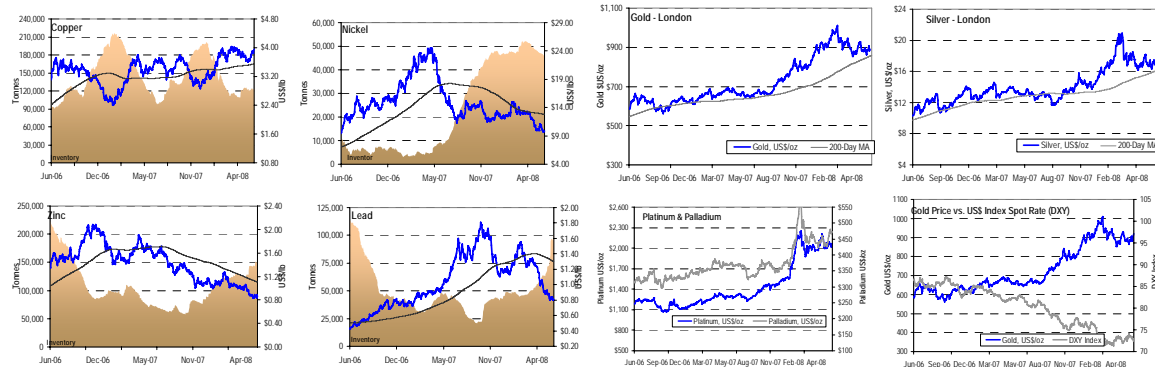 Copper
240,000
210,000
180,000
150,000
120,000
90,000
60,000
30,000
0
Tonnes
$4.80
$4.00
$3.20
$2.40
$1.60
$0.80
US$/lb
Inventory
Jun-06 Dec-06 May-07 Nov-07 Apr-08
Nickel
60,000
50,000
40,000
30,000
20,000
10,000
0
Tonnes
$29.00
$24.00
$19.00
$14.00
$9.00
$4.00
US$/lb
Inventor
Jun-06 Dec-06 May-07 Nov-07 Apr-08
Gold - London
$1,100
$900
$700
$500
$300
Gold $US/oz
Gold, US$/oz 200-Day MA
Jun-06 Sep-06 Dec-06 Mar-07 May-07 Aug-07 Nov-07 Feb-08 Apr-08
Silver - London
$24
$20
$16
$12
$8
$4
Silver, US$/oz
Silver, US$/oz 200-Day MA
Jun-06 Sep-06 Dec-06 Mar-07 May-07 Aug-07 Nov-07 Feb-08 Apr-08
Zinc
250,000
200,000
150,000
100,000
50,000
0
Tonnes
$2.40
$2.00
$1.60
$1.20
$0.80
$0.40
$0.00
US$/lb
Inventory
Jun-06 Dec-06 May-07 Nov-07 Apr-08
Lead
125,000
100,000
75,000
50,000
25,000
0
Tonnes
$2.00
$1.80
$1.60
$1.40
$1.20
$1.00
$0.80
$0.60
$0.40
$0.20
Inventory
Jun-06 Dec-06 May-07 Nov-07 Apr-08
Platinum & Palladium
$2,600
$2,300
$2,000
$1,700
$1,400
$1,100
$800
$500
Platinum US$/oz
$550
$500
$450
$400
$350
$300
$250
$200
$150
$100
Palladium US$/oz
Platinum, US$/oz Palladium, US$/oz
Jun-06 Sep-06 Dec-06 Mar-07 May-07 Aug-07 Nov-07 Feb-08 Apr-08
Gold Price vs. US$ Index Spot Rate (DXY)
1100
1000
900
800
700
600
500
400
300
Gold US$/oz
105
100
95
90
85
80
75
70
DXY Index
Gold, US$/oz DXY Index
Jun-06 Sep-06 Dec-06 Mar-07 May-07 Aug-07 Nov-07 Feb-08 Apr-08